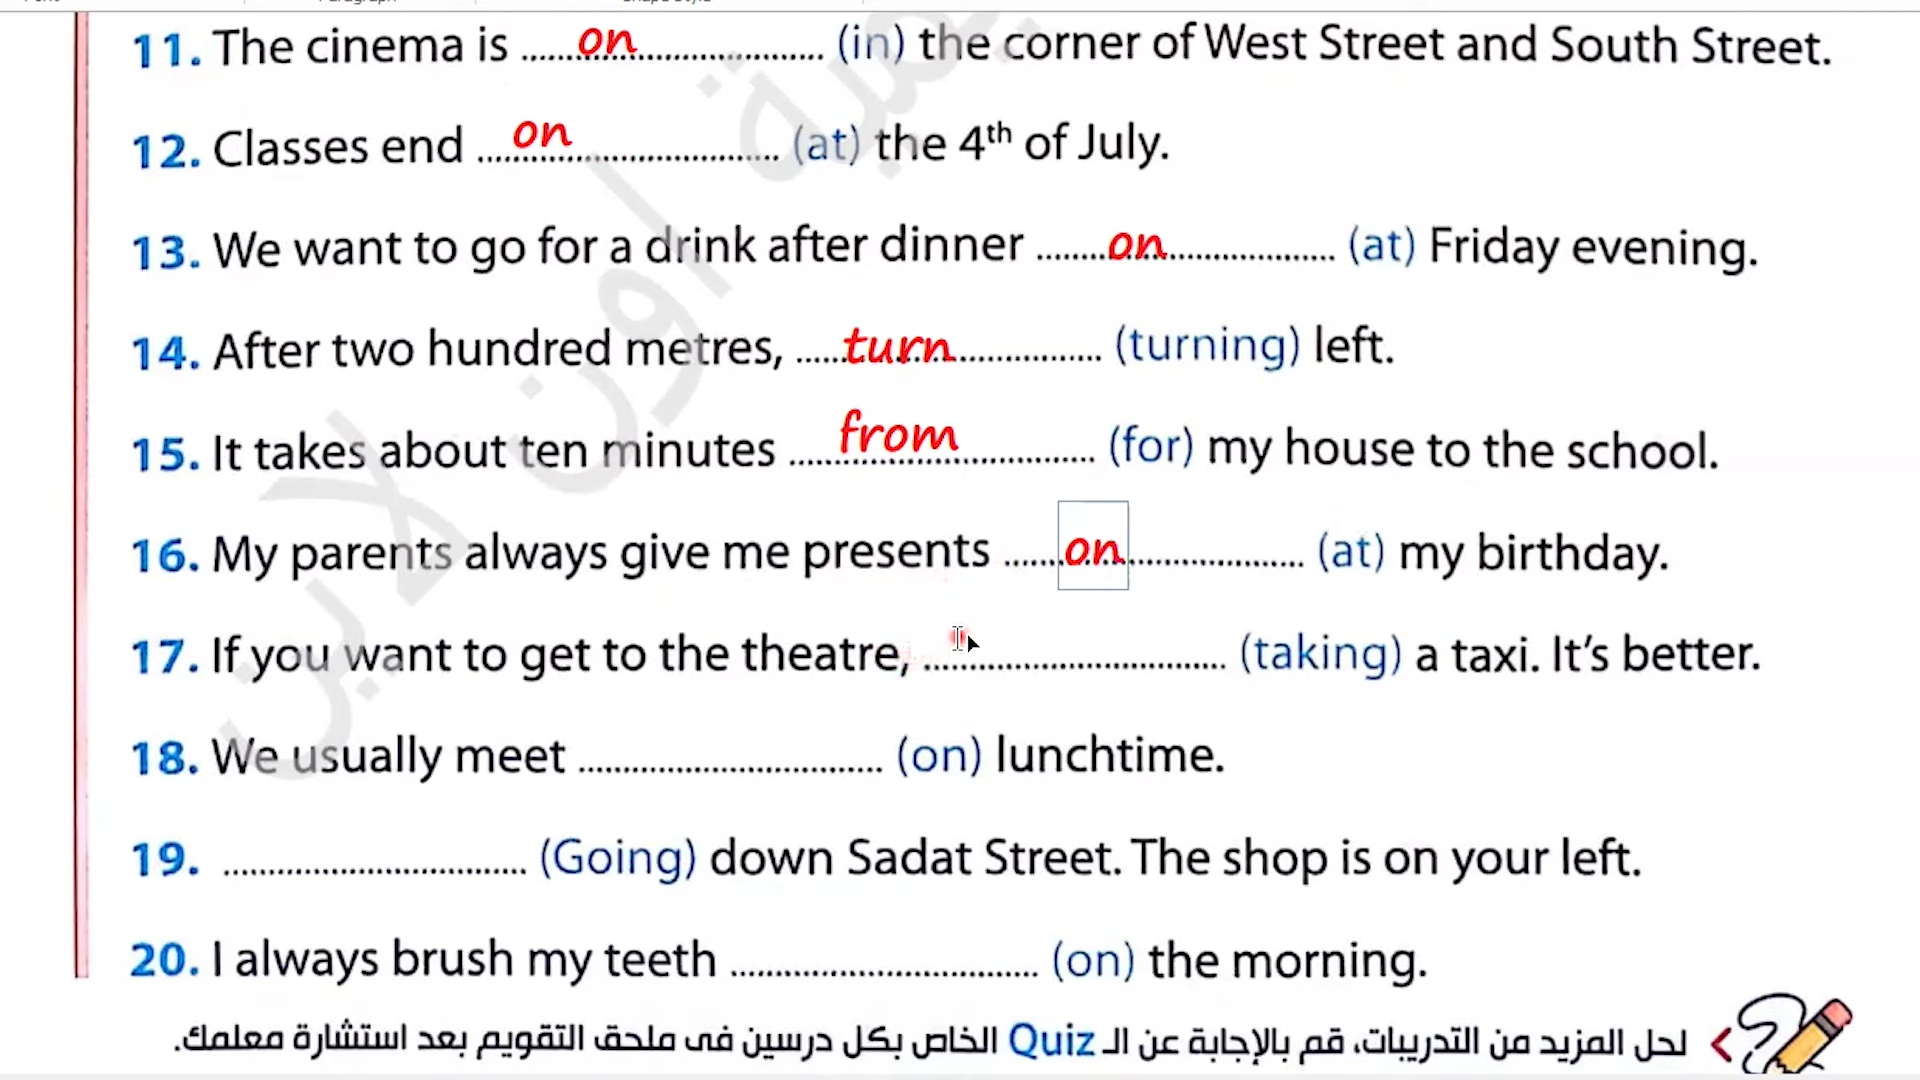 11. The cinema is ......on...... (in) the corner of West Street and South Street.
12. Classes end ......on...... (at) the 4th of July.
13. We want to go for a drink after dinner ......on...... (at) Friday evening.
14. After two hundred metres, ......turn...... (turning) left.
15. It takes about ten minutes ......from...... (for) my house to the school.
16. My parents always give me presents ......on...... (at) my birthday.
17. If you want to get to the theatre, ............ (taking) a taxi. It's better.
18. We usually meet ............ (on) lunchtime.
19. ............ (Going) down Sadat Street. The shop is on your left.
20. I always brush my teeth ............ (on) the morning.
لحل المزيد من التدريبات، قم بالإجابة عن الـ Quiz الخاص بكل درسين فى ملحق التقويم بعد استشارة معلمك.